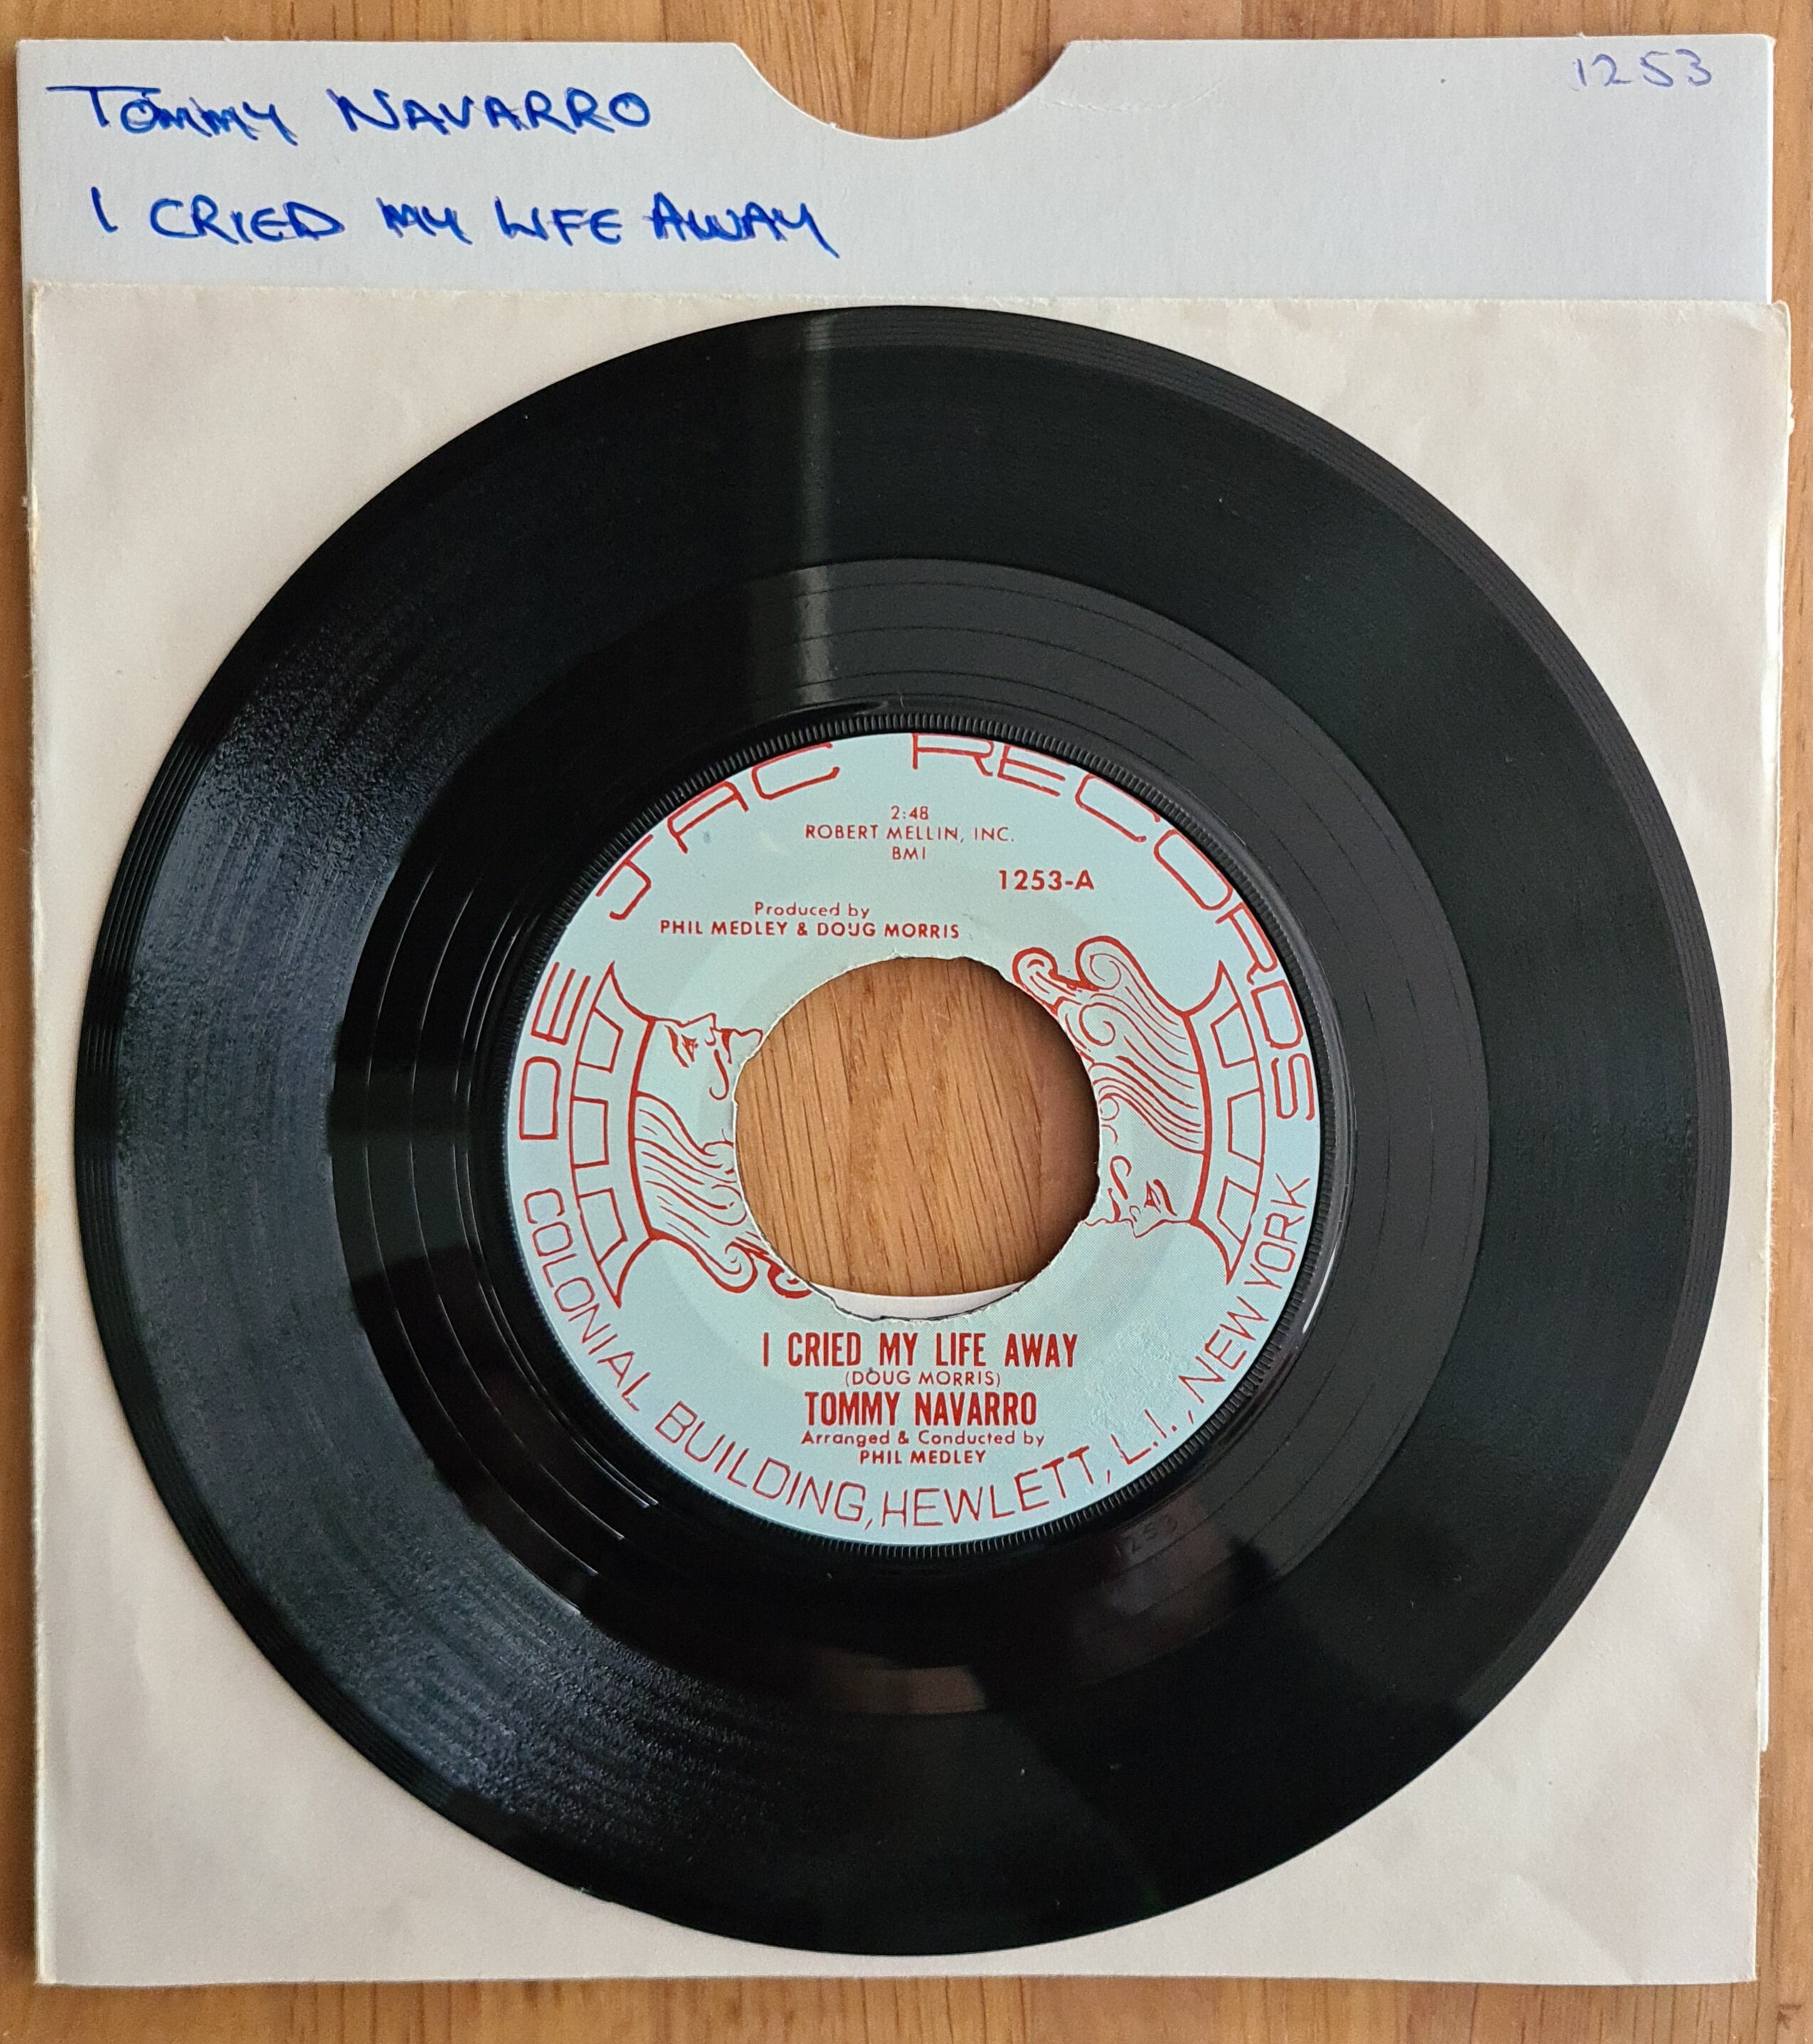 TOMMY NAVARRO
1253
I CRIED MY LIFE AWAY
DE JAC RECORDS
2:48
ROBERT MELLIN, INC.
BMI
1253-A
Produced by
PHIL MEDLEY & DOUG MORRIS
I CRIED MY LIFE AWAY
(DOUG MORRIS)
TOMMY NAVARRO
Arranged & Conducted by
PHIL MEDLEY
COLONIAL BUILDING, HEWLETT, L.I., NEW YORK
1253